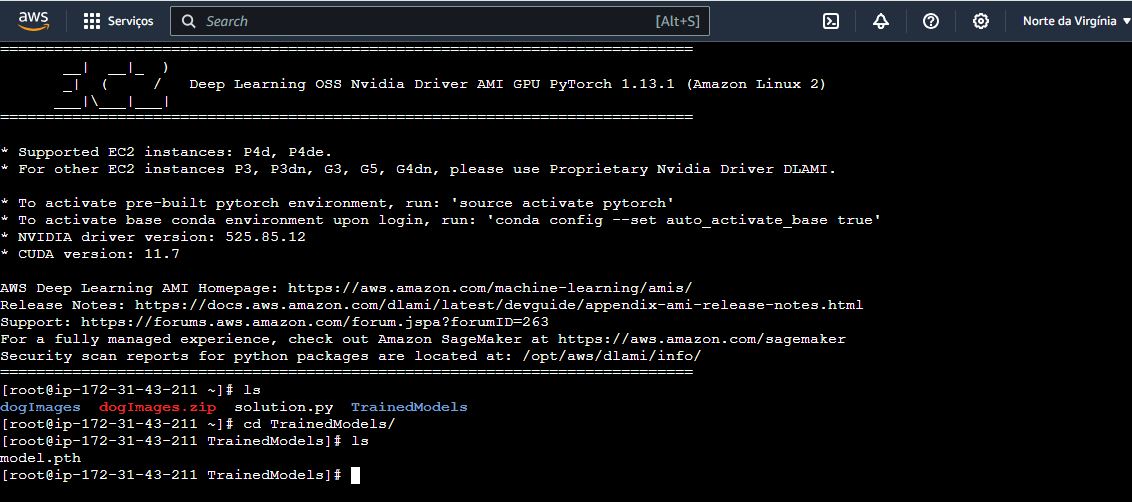 aws Serviços Search [Alt+S] Norte da Virgínia ▼
=============================================================================
       __|  __|_  )
       _|  (     /   Deep Learning OSS Nvidia Driver AMI GPU PyTorch 1.13.1 (Amazon Linux 2)
      ___|\___|___|
=============================================================================
* Supported EC2 instances: P4d, P4de.
* For other EC2 instances P3, P3dn, G3, G5, G4dn, please use Proprietary Nvidia Driver DLAMI.
* To activate pre-built pytorch environment, run: 'source activate pytorch'
* To activate base conda environment upon login, run: 'conda config --set auto_activate_base true'
* NVIDIA driver version: 525.85.12
* CUDA version: 11.7
AWS Deep Learning AMI Homepage: https://aws.amazon.com/machine-learning/amis/
Release Notes: https://docs.aws.amazon.com/dlami/latest/devguide/appendix-ami-release-notes.html
Support: https://forums.aws.amazon.com/forum.jspa?forumID=263
For a fully managed experience, check out Amazon SageMaker at https://aws.amazon.com/sagemaker
Security scan reports for python packages are located at: /opt/aws/dlami/info/
=============================================================================
[root@ip-172-31-43-211 ~]# ls
dogImages  dogImages.zip  solution.py  TrainedModels
[root@ip-172-31-43-211 ~]# cd TrainedModels/
[root@ip-172-31-43-211 TrainedModels]# ls
model.pth
[root@ip-172-31-43-211 TrainedModels]#